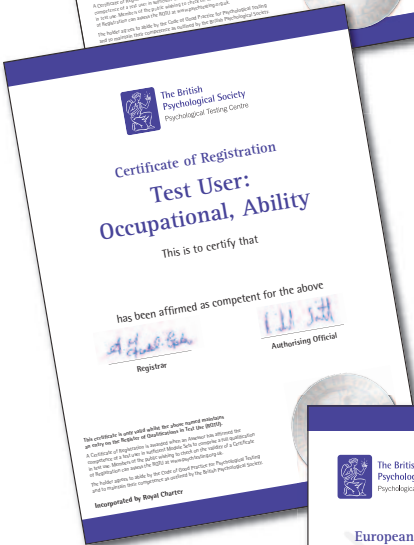 A Certificate of Registration
competence of a test user in sufficient
in test use. Members of the public wishing to check on
of Registration can access the RQTU at www.psychtesting.org.uk.
The holder agrees to abide by the Code of Good Practice for Psychological Testing
and to maintain their competence as outlined by the British Psychological Society.
The British
Psychological Society
Psychological Testing Centre
Certificate of Registration
Test User:
Occupational, Ability
This is to certify that
has been affirmed as competent for the above
Registrar
Authorising Official
This certificate is only valid whilst the above named maintains
an entry on the Register of Qualifications in Test Use (RQTU).
A Certificate of Registration is awarded when an Assessor has affirmed the
competence of a test user in sufficient Module Sets to complete a full qualification
in test use. Members of the public wishing to check on the validity of a Certificate
of Registration can access the RQTU at www.psychtesting.org.uk.
The holder agrees to abide by the Code of Good Practice for Psychological Testing
and to maintain their competence as outlined by the British Psychological Society.
Incorporated by Royal Charter
The Britis
Psycholog
Psychologica
European